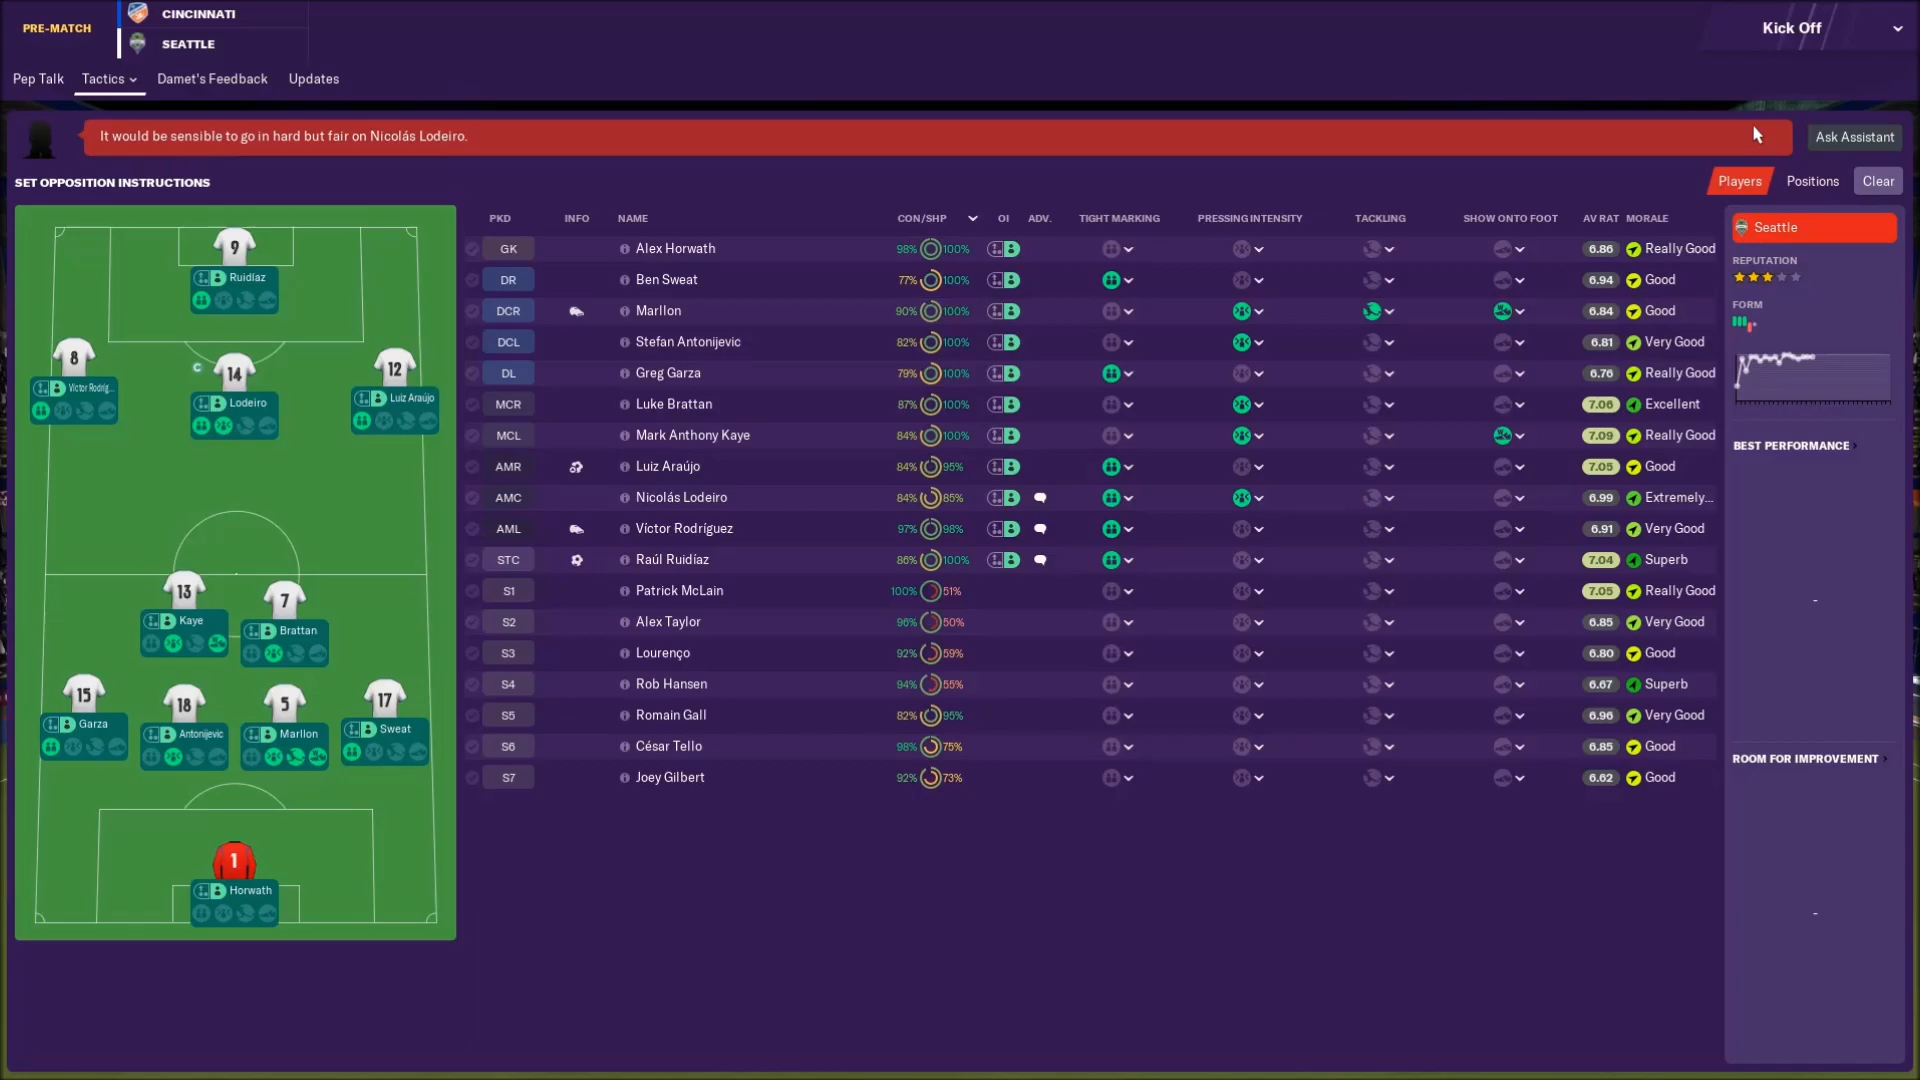 PRE-MATCH
CINCINNATI
SEATTLE
Kick Off
Pep Talk Tactics Damet's Feedback Updates
It would be sensible to go in hard but fair on Nicolás Lodeiro.
Ask Assistant
SET OPPOSITION INSTRUCTIONS
Players Positions Clear
9
Ruidíaz
8
Víctor Rodríg...
C 14
Lodeiro
12
Luiz Araújo
13
Kaye
7
Brattan
15
Garza
18
Antonijevic
5
Marllon
17
Sweat
1
Horwath
PKD INFO NAME CON/SHP OI ADV. TIGHT MARKING PRESSING INTENSITY TACKLING SHOW ONTO FOOT AV RAT MORALE
GK Alex Horwath 98% 100% 6.86 Really Good
DR Ben Sweat 77% 100% 6.94 Good
DCR Marllon 90% 100% 6.84 Good
DCL Stefan Antonijevic 82% 100% 6.81 Very Good
DL Greg Garza 79% 100% 6.76 Really Good
MCR Luke Brattan 87% 100% 7.06 Excellent
MCL Mark Anthony Kaye 84% 100% 7.09 Really Good
AMR Luiz Araújo 84% 95% 7.05 Good
AMC Nicolás Lodeiro 84% 85% 6.99 Extremely...
AML Víctor Rodríguez 97% 98% 6.91 Very Good
STC Raúl Ruidíaz 86% 100% 7.04 Superb
S1 Patrick McLain 100% 51% 7.05 Really Good
S2 Alex Taylor 96% 50% 6.85 Very Good
S3 Lourenço 92% 59% 6.80 Good
S4 Rob Hansen 94% 55% 6.67 Superb
S5 Romain Gall 82% 95% 6.96 Very Good
S6 César Tello 98% 75% 6.85 Good
S7 Joey Gilbert 92% 73% 6.62 Good
Seattle
REPUTATION
FORM
BEST PERFORMANCE
-
ROOM FOR IMPROVEMENT
-